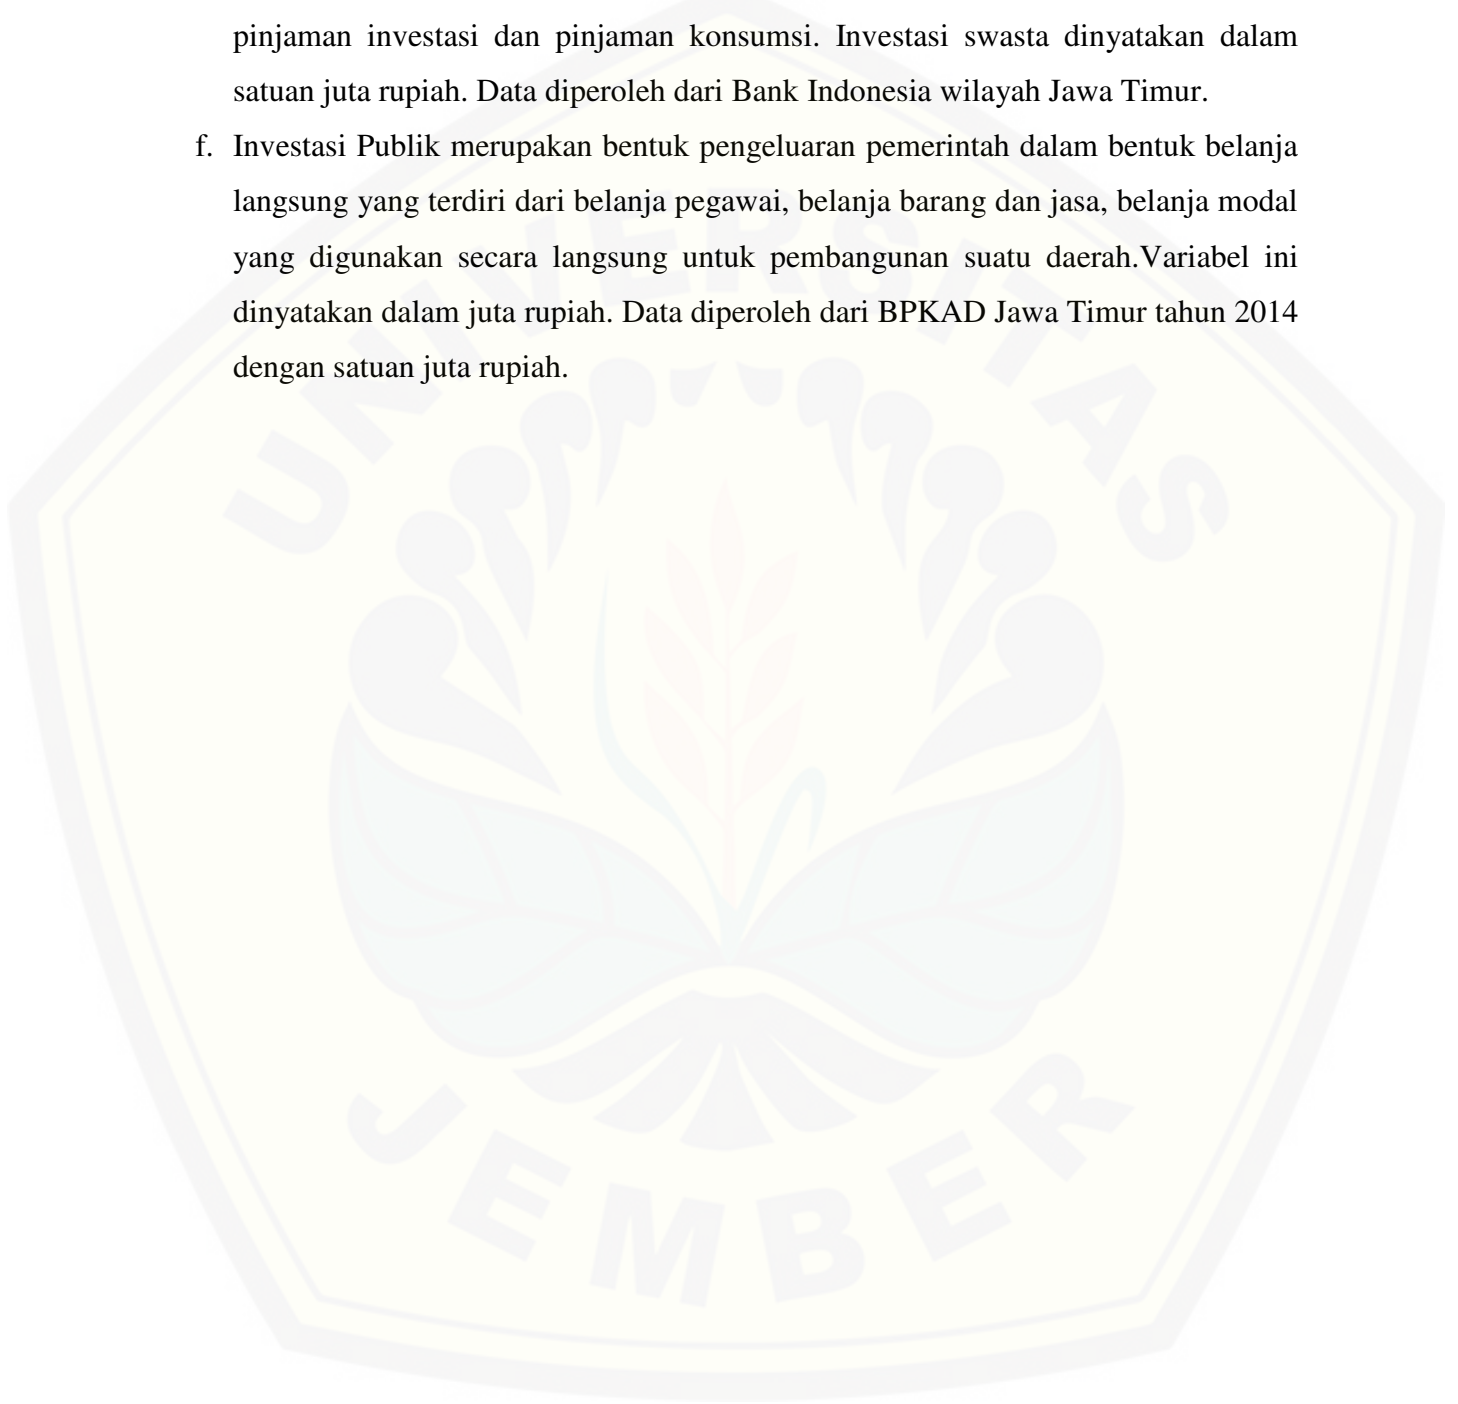 pinjaman investasi dan pinjaman konsumsi. Investasi swasta dinyatakan dalam
satuan juta rupiah. Data diperoleh dari Bank Indonesia wilayah Jawa Timur.
f. Investasi Publik merupakan bentuk pengeluaran pemerintah dalam bentuk belanja
langsung yang terdiri dari belanja pegawai, belanja barang dan jasa, belanja modal
yang digunakan secara langsung untuk pembangunan suatu daerah.Variabel ini
dinyatakan dalam juta rupiah. Data diperoleh dari BPKAD Jawa Timur tahun 2014
dengan satuan juta rupiah.
UNIVERSITAS
JEMBER